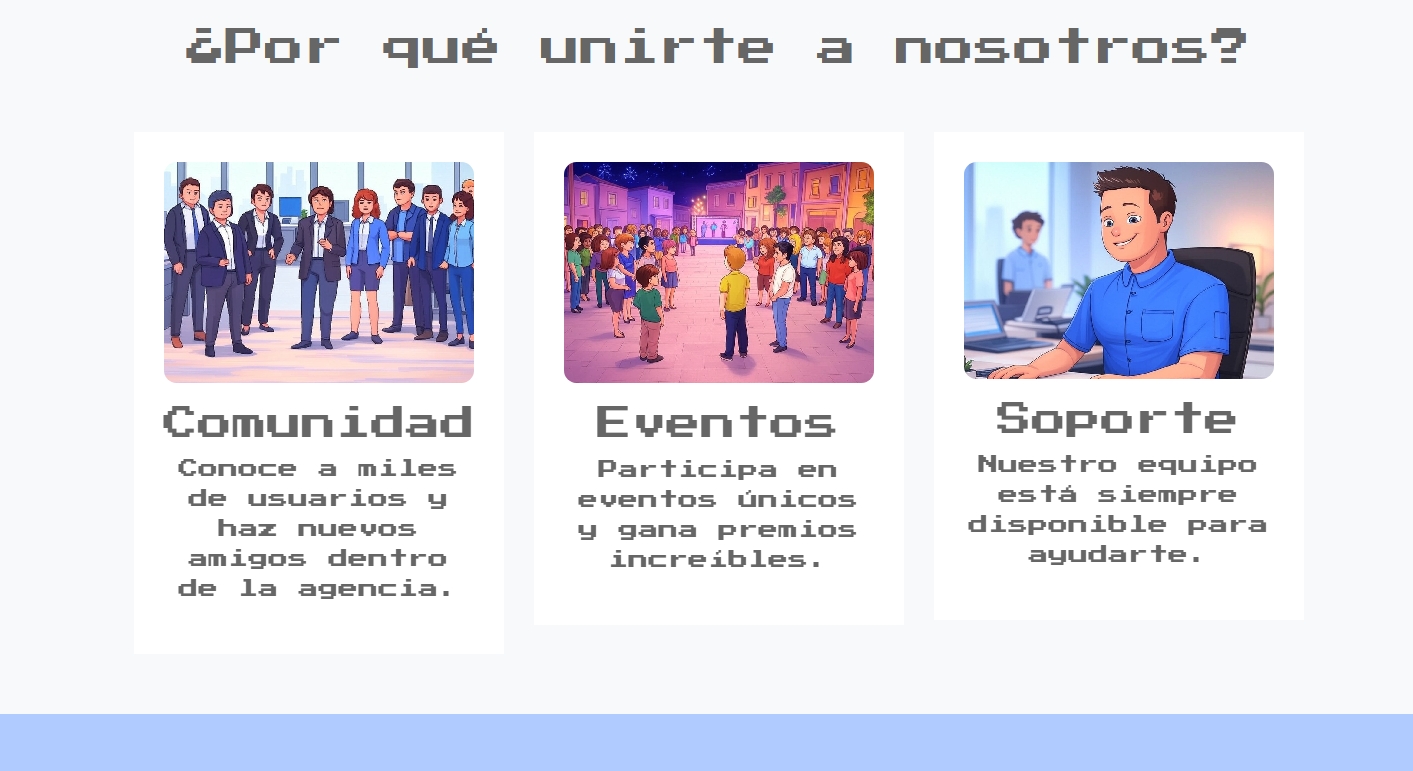 ¿Por qué unirte a nosotros?
Comunidad
Conoce a miles
de usuarios y
haz nuevos
amigos dentro
de la agencia.
Eventos
Participa en
eventos únicos
y gana premios
increíbles.
Soporte
Nuestro equipo
está siempre
disponible para
ayudarte.